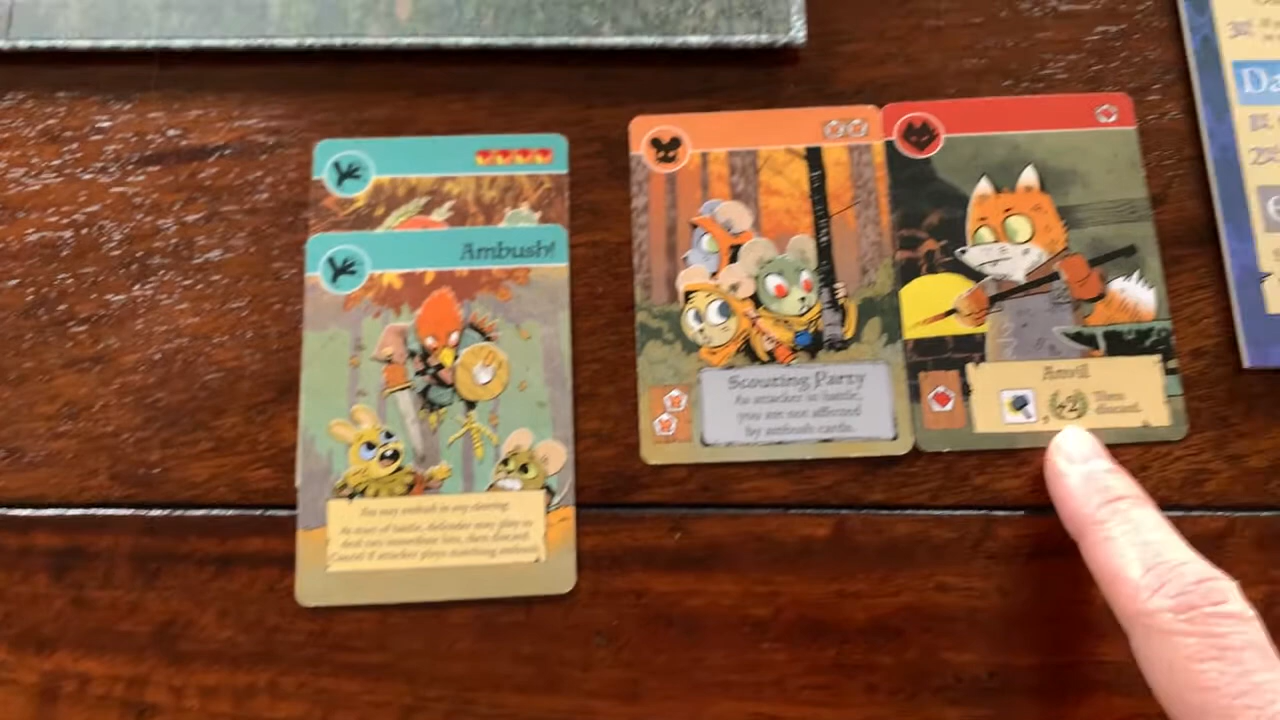 Ambush!
You may ambush in any clearing.
At start of battle, defender may play to
deal two immediate hits, then discard.
Cancel if attacker plays matching ambush.
Scouting Party
As attacker in battle,
you are not affected
by ambush cards.
Anvil
+2 Then
discard.
Da